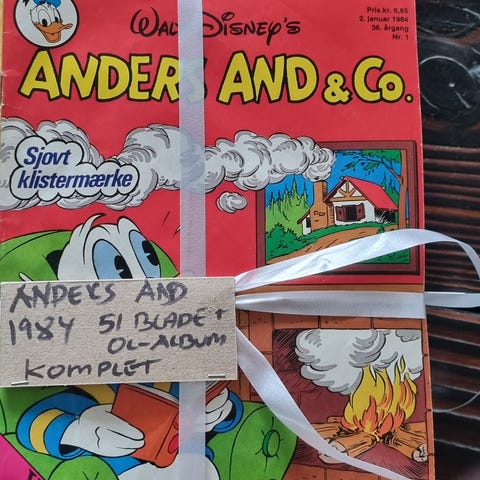 WALT DISNEY'S
Pris kr. 6,85
2. januar 1984
36. årgang
Nr. 1
ANDERS AND & Co.
Sjovt
klistermærke
ANDERS AND
1984 51 BLADE +
OL-ALBUM
KOMPLET